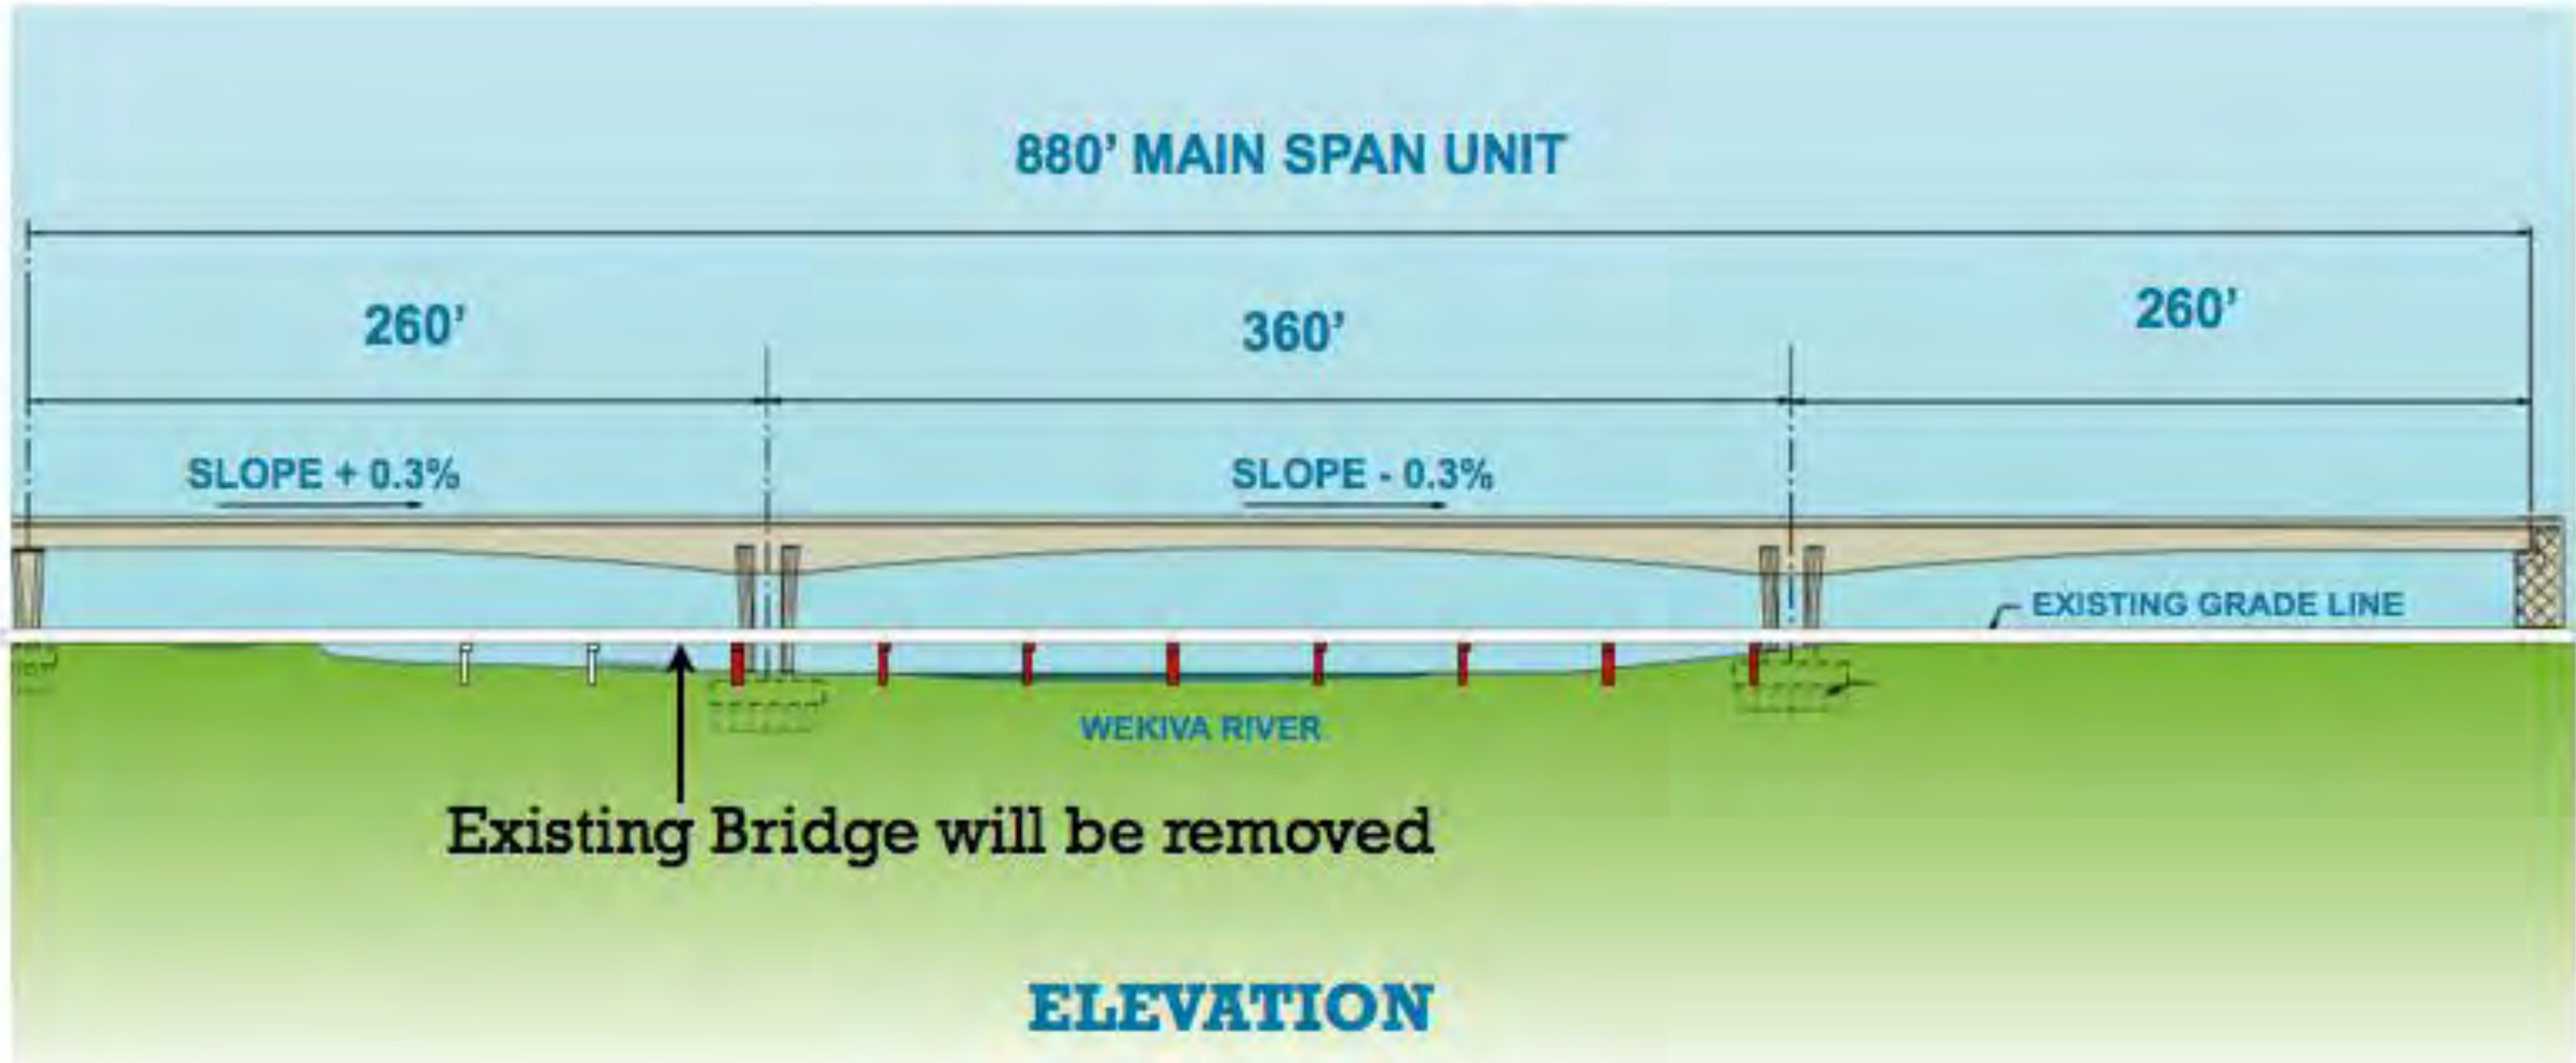 880’ MAIN SPAN UNIT
260’
360’
260’
SLOPE + 0.3%
SLOPE - 0.3%
EXISTING GRADE LINE
WEKIVA RIVER
Existing Bridge will be removed
ELEVATION